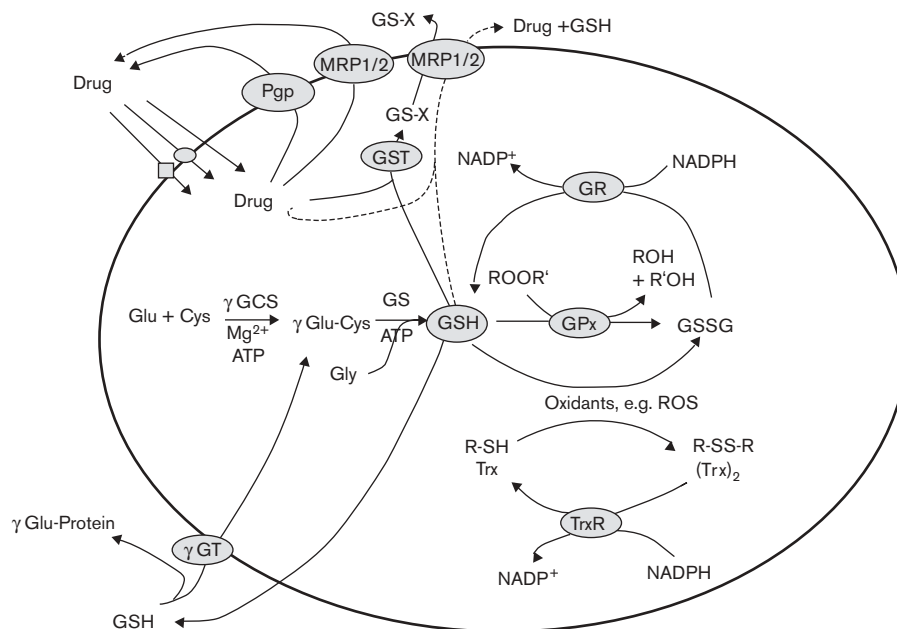 GS-X
Drug +GSH
MRP1/2
MRP1/2
Drug
Pgp
GS-X
GST
Drug
NADP⁺
NADPH
GR
ROOR‘
ROH
+ R‘OH
Glu + Cys
γ GCS
Mg²⁺
ATP
γ Glu-Cys
GS
ATP
Gly
GSH
GPx
GSSG
Oxidants, e.g. ROS
R-SH
Trx
R-SS-R
(Trx)₂
TrxR
NADP⁺
NADPH
γ Glu-Protein
γ GT
GSH